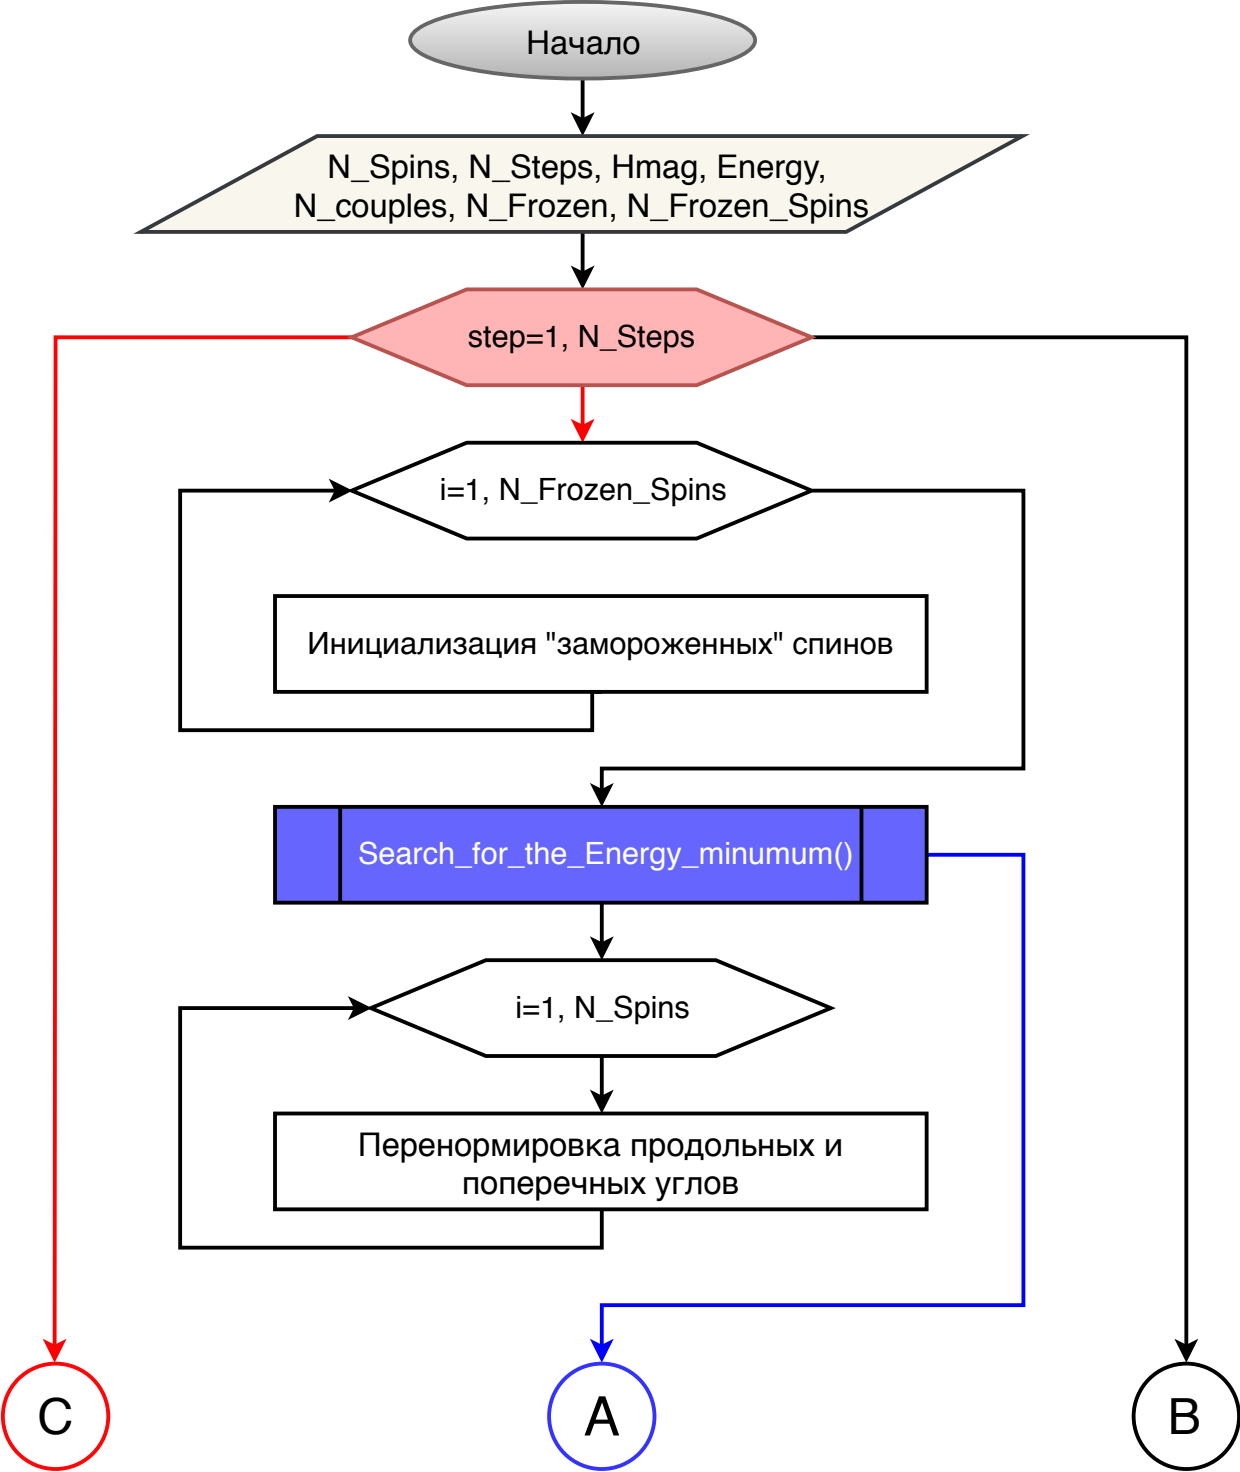 Начало
N_Spins, N_Steps, Hmag, Energy,
N_couples, N_Frozen, N_Frozen_Spins
step=1, N_Steps
i=1, N_Frozen_Spins
Инициализация "замороженных" спинов
Search_for_the_Energy_minumum()
i=1, N_Spins
Перенормировка продольных и
поперечных углов
C
A
B